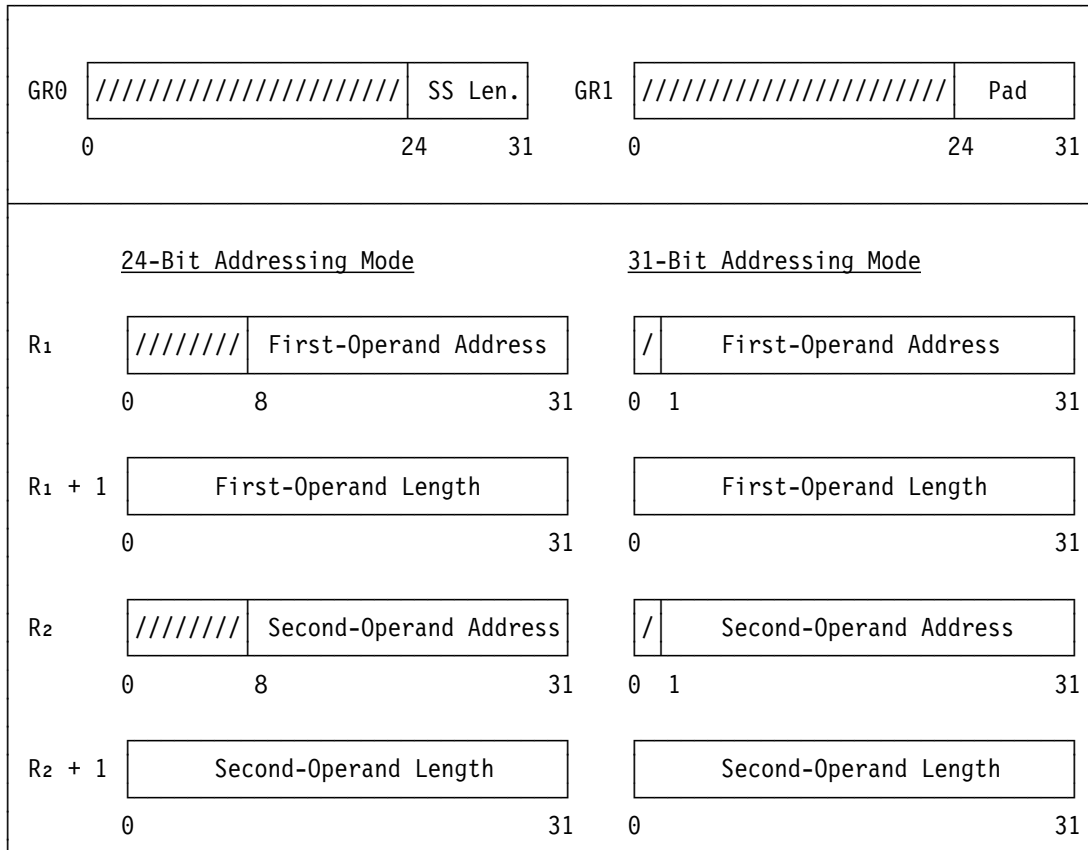 GR0 //////////////////////// SS Len. GR1 //////////////////////// Pad
0 24 31 0 24 31
24-Bit Addressing Mode 31-Bit Addressing Mode
R₁ //////// First-Operand Address / First-Operand Address
0 8 31 0 1 31
R₁ + 1 First-Operand Length First-Operand Length
0 31 0 31
R₂ //////// Second-Operand Address / Second-Operand Address
0 8 31 0 1 31
R₂ + 1 Second-Operand Length Second-Operand Length
0 31 0 31